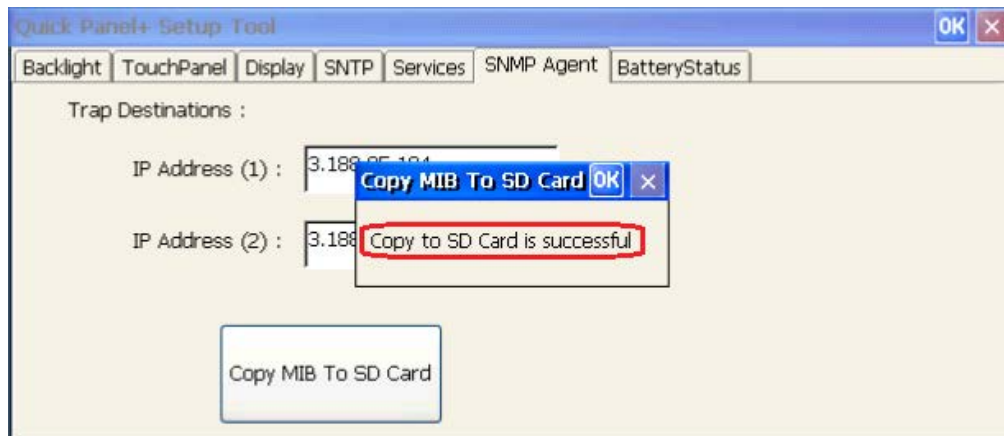 Quick Panel+ Setup Tool OK ×
Backlight TouchPanel Display SNTP Services SNMP Agent BatteryStatus
Trap Destinations :
IP Address (1) :
Copy MIB To SD Card OK ×
IP Address (2) : 3.188
Copy to SD Card is successful
Copy MIB To SD Card